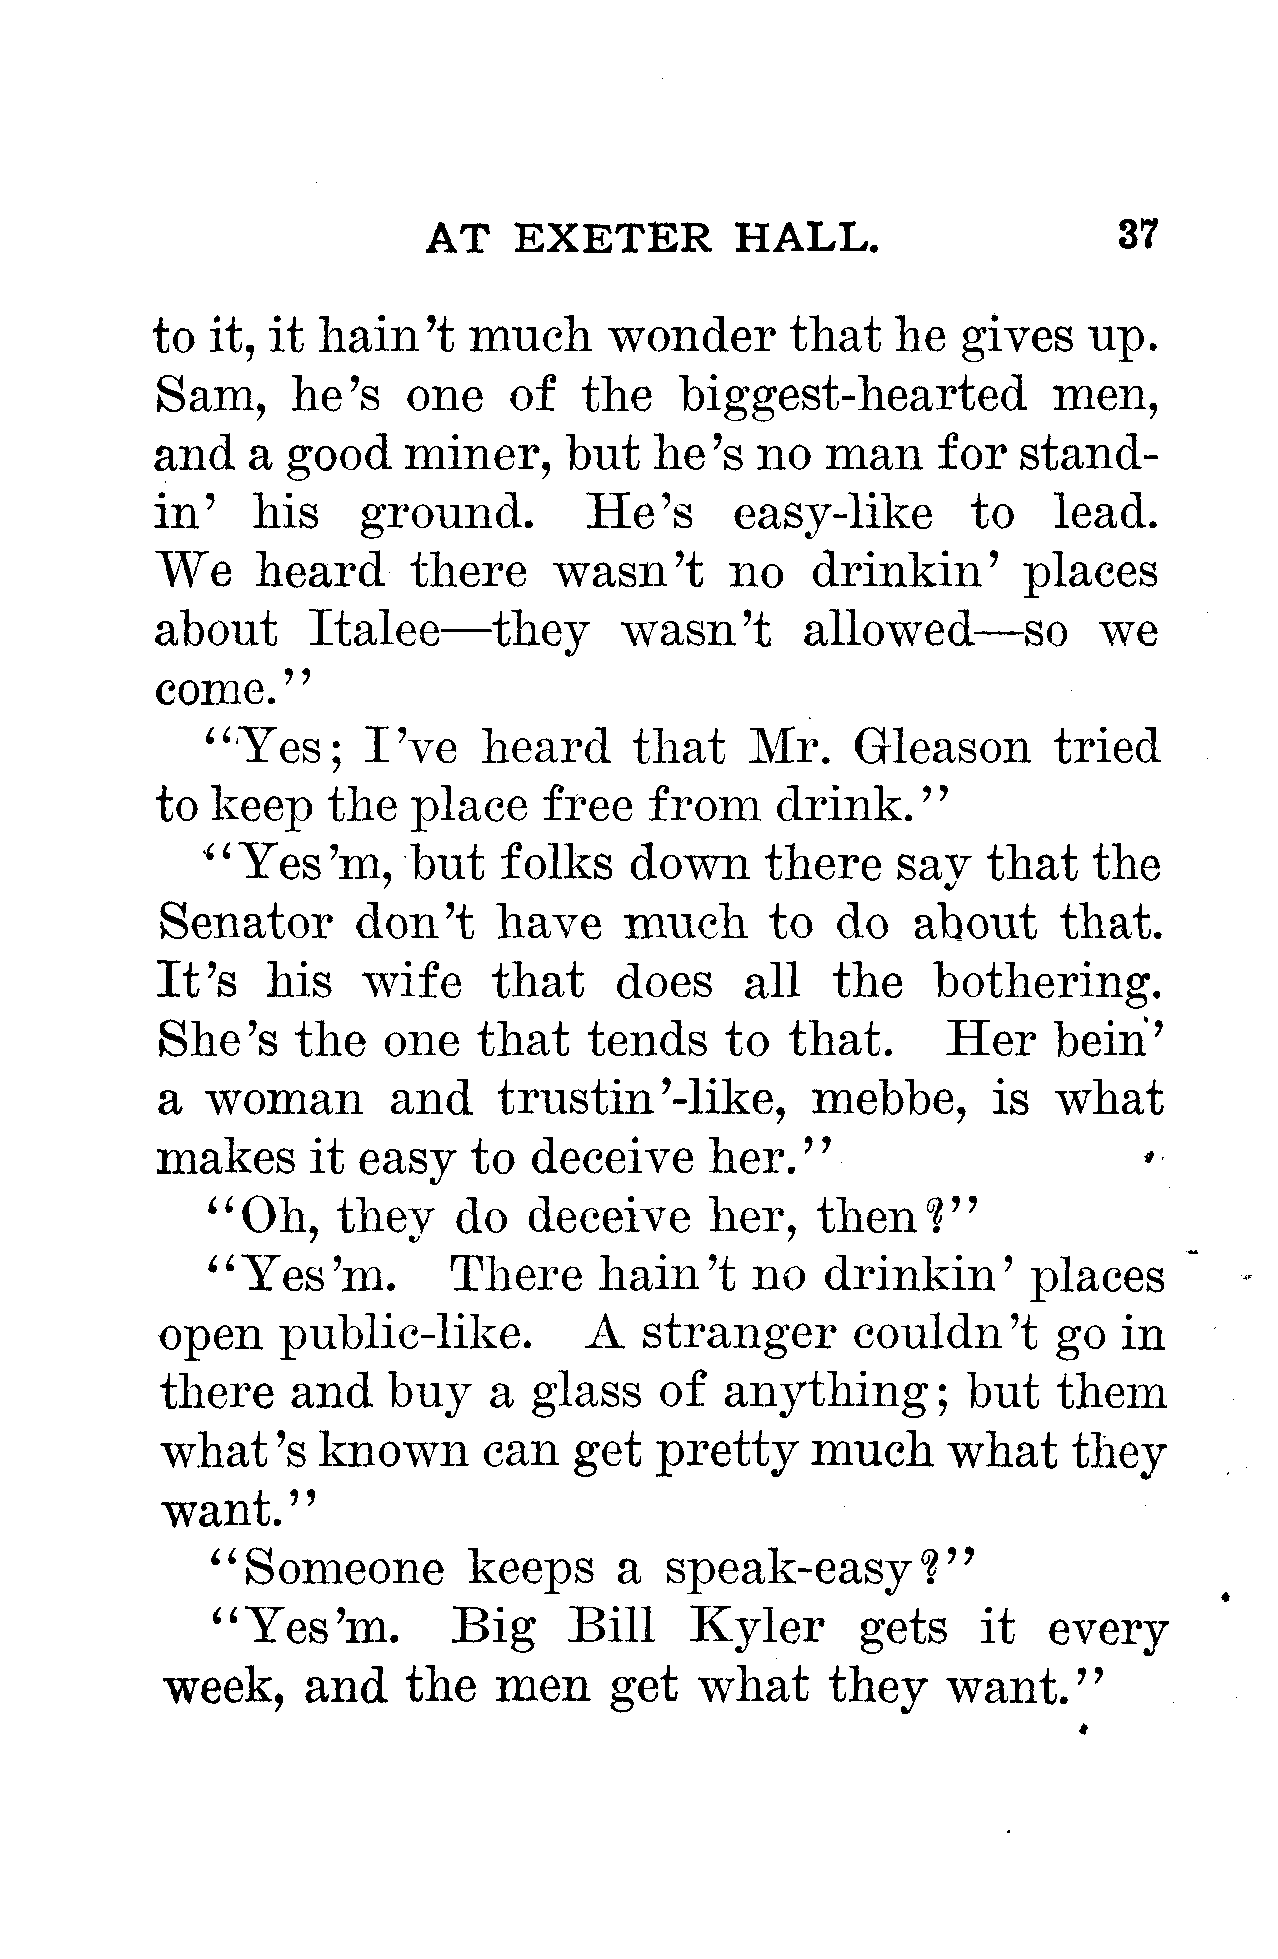 AT EXETER HALL. 37
to it, it hain't much wonder that he gives up.
Sam, he's one of the biggest-hearted men,
and a good miner, but he's no man for stand-
in' his ground. He's easy-like to lead.
We heard there wasn't no drinkin' places
about Italee—they wasn't allowed—so we
come."
"Yes; I've heard that Mr. Gleason tried
to keep the place free from drink."
"Yes'm, but folks down there say that the
Senator don't have much to do about that.
It's his wife that does all the bothering.
She's the one that tends to that. Her bein'
a woman and trustin'-like, mebbe, is what
makes it easy to deceive her."
"Oh, they do deceive her, then?"
"Yes'm. There hain't no drinkin' places
open public-like. A stranger couldn't go in
there and buy a glass of anything; but them
what's known can get pretty much what they
want."
"Someone keeps a speak-easy?"
"Yes'm. Big Bill Kyler gets it every
week, and the men get what they want."